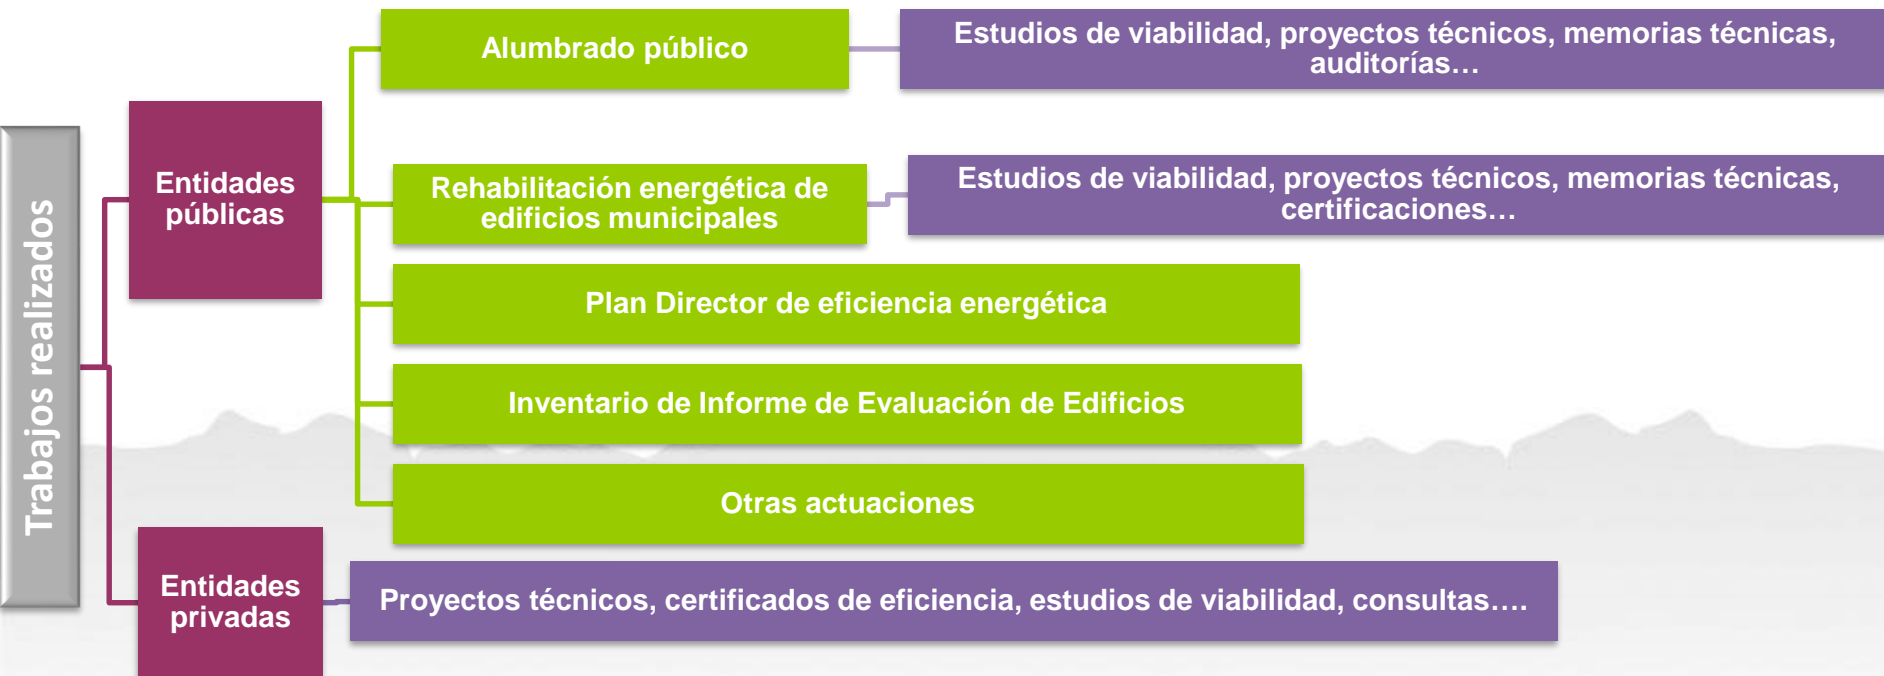 Trabajos realizados
Entidades
públicas
Alumbrado público
Estudios de viabilidad, proyectos técnicos, memorias técnicas,
auditorías…
Rehabilitación energética de
edificios municipales
Estudios de viabilidad, proyectos técnicos, memorias técnicas,
certificaciones…
Plan Director de eficiencia energética
Inventario de Informe de Evaluación de Edificios
Otras actuaciones
Entidades
privadas
Proyectos técnicos, certificados de eficiencia, estudios de viabilidad, consultas….